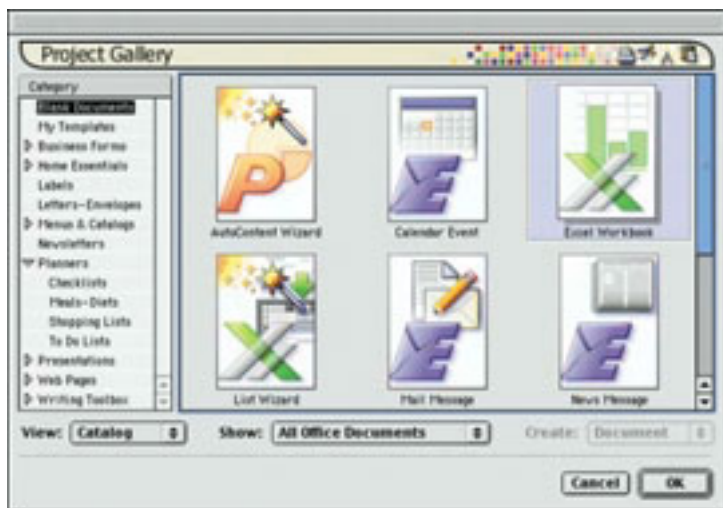 Project Gallery
Category
Blank Documents
My Templates
Business Forms
Home Essentials
Labels
Letters-Envelopes
Menus & Catalogs
Newsletters
Planners
Checklists
Meals-Diets
Shopping Lists
To Do Lists
Presentations
Web Pages
Writing Toolbox
AutoContent Wizard
Calendar Event
Excel Workbook
List Wizard
Mail Message
News Message
View: Catalog
Show: All Office Documents
Create: Document
Cancel
OK